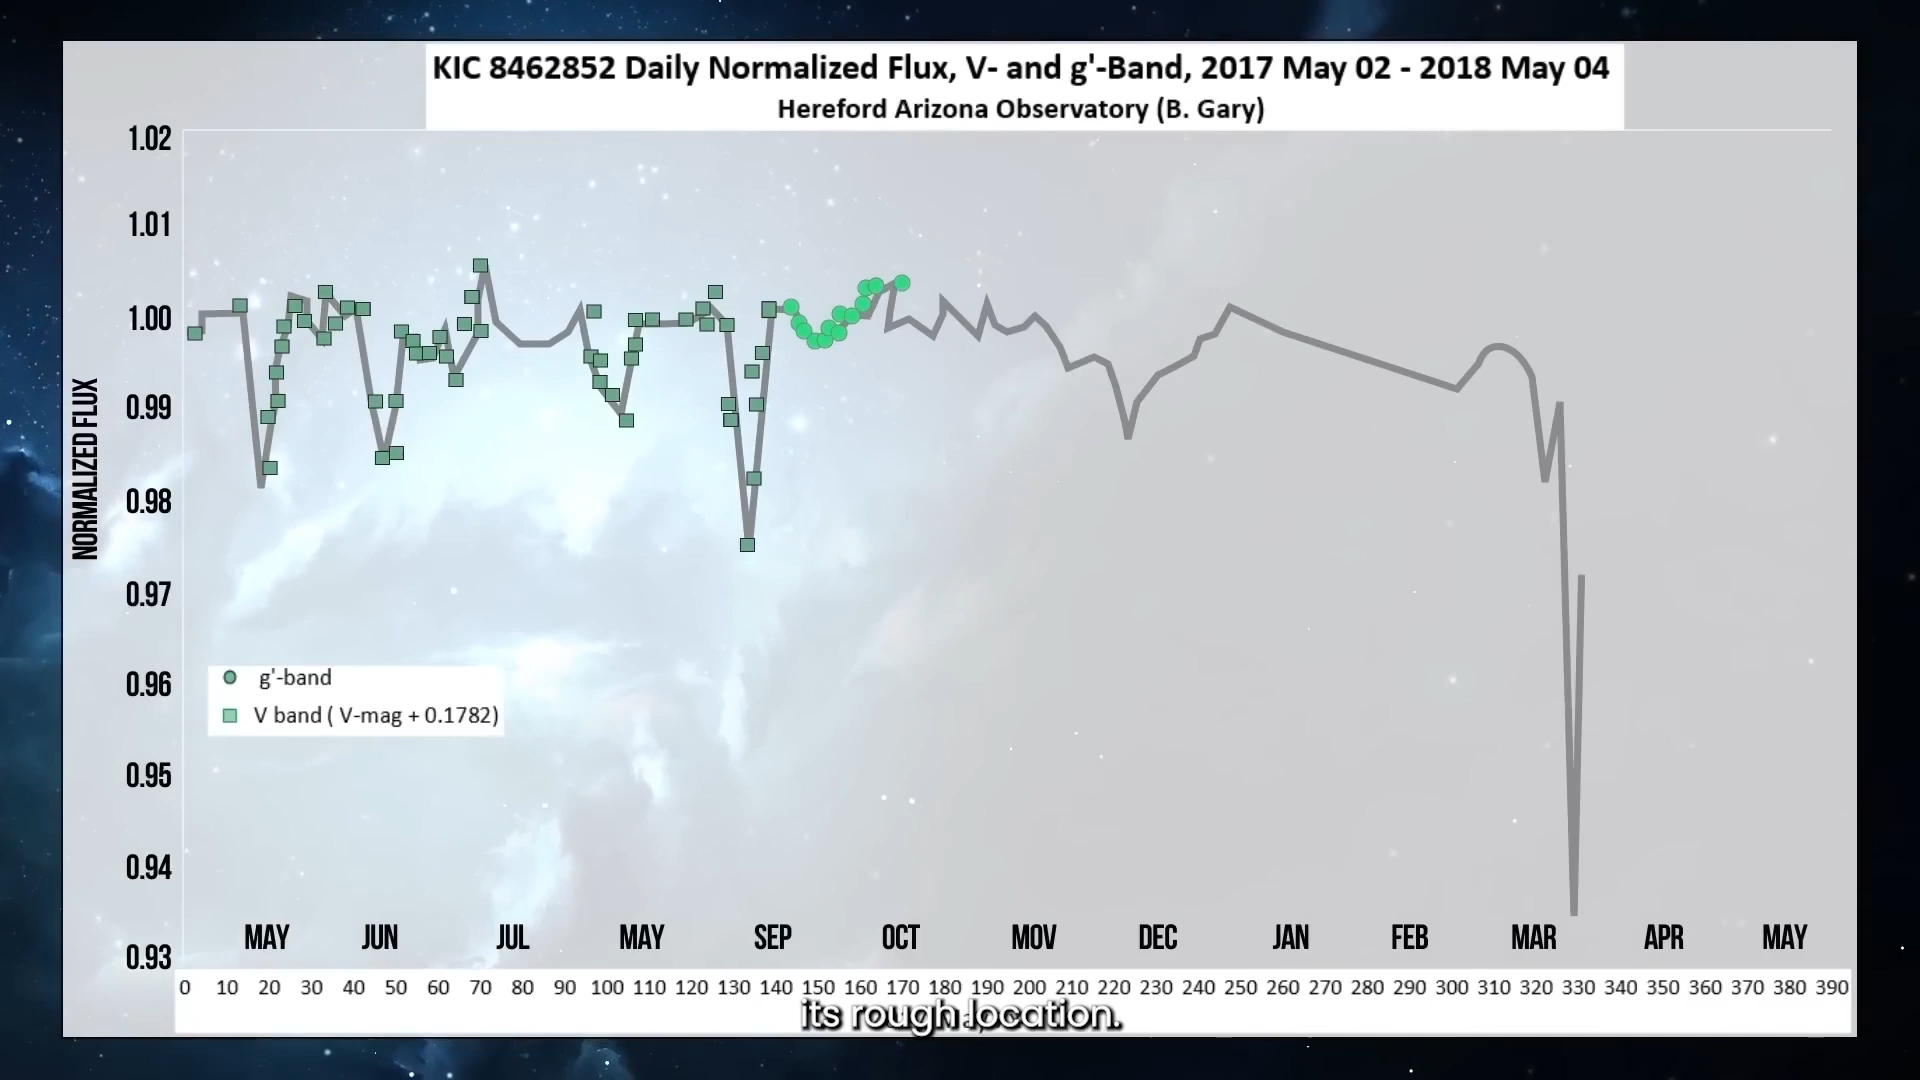 KIC 8462852 Daily Normalized Flux, V- and g'-Band, 2017 May 02 - 2018 May 04
Hereford Arizona Observatory (B. Gary)
1.02
1.01
1.00
0.99
0.98
0.97
0.96
0.95
0.94
0.93
NORMALIZED FLUX
g'-band
V band ( V-mag + 0.1782)
MAY JUN JUL MAY SEP OCT MOV DEC JAN FEB MAR APR MAY
0 10 20 30 40 50 60 70 80 90 100 110 120 130 140 150 160 170 180 190 200 210 220 230 240 250 260 270 280 290 300 310 320 330 340 350 360 370 380 390
its rough location.